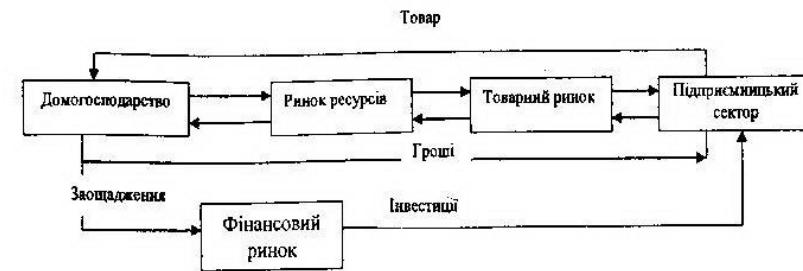 Товар
Домогосподарство
Ринок ресурсів
Товарний ринок
Підприємницький
сектор
Гроші
Заощадження
Інвестиції
Фінансовий
ринок